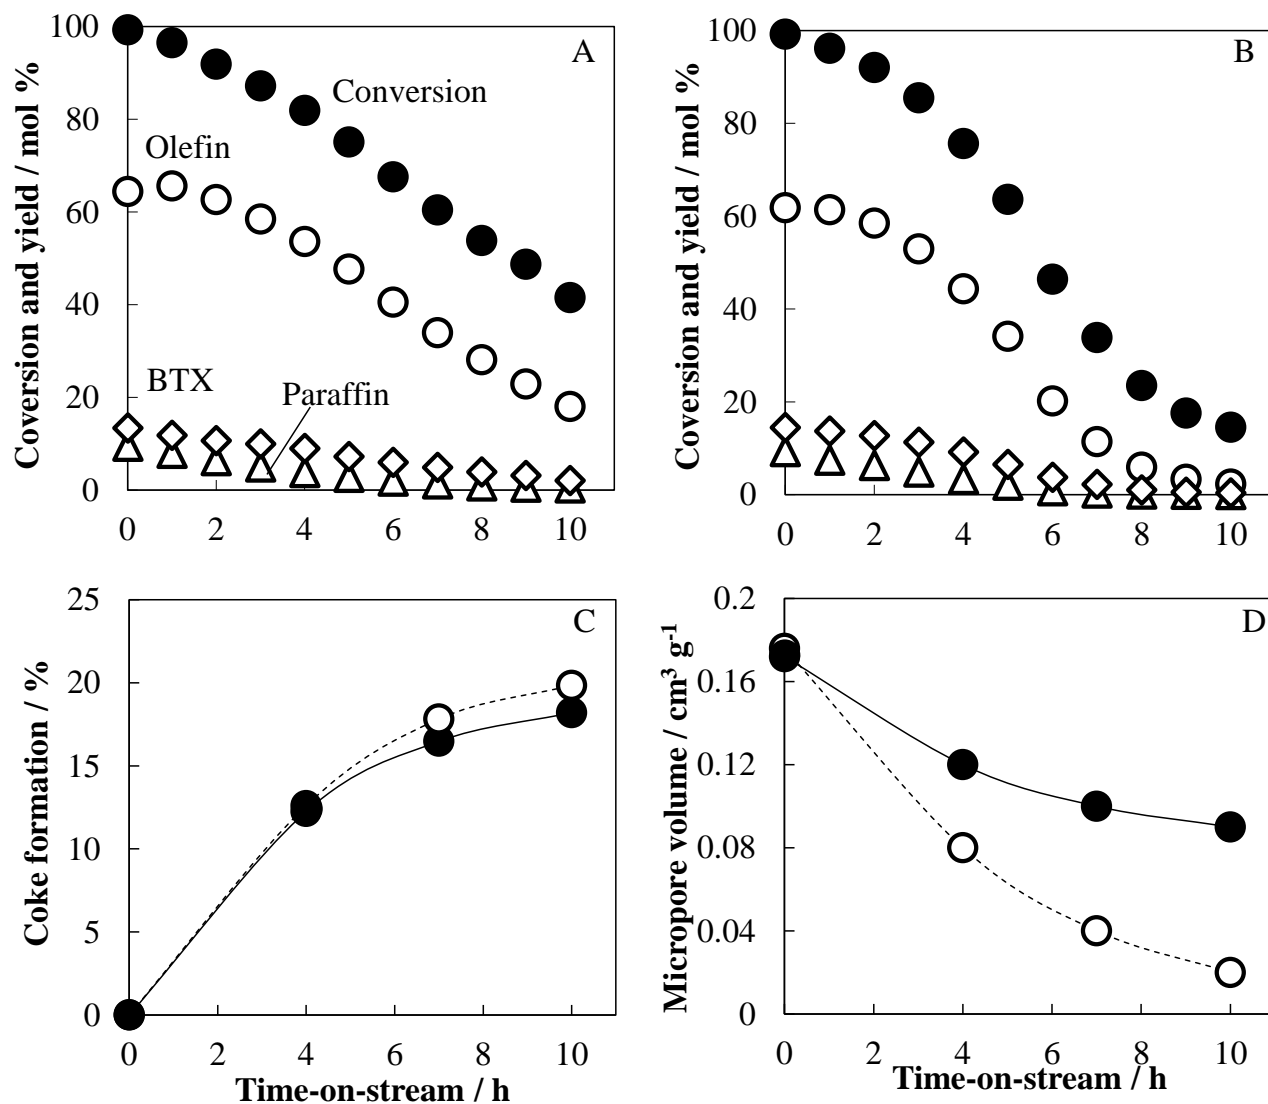 A
Coversion and yield / mol %
100
80
60
40
20
0
Conversion
Olefin
BTX
Paraffin
0 2 4 6 8 10
B
Coversion and yield / mol %
100
80
60
40
20
0
0 2 4 6 8 10
C
Coke formation / %
25
20
15
10
5
0
0 2 4 6 8 10
Time-on-stream / h
D
Micropore volume / cm³ g⁻¹
0.2
0.16
0.12
0.08
0.04
0
0 2 4 6 8 10
Time-on-stream / h